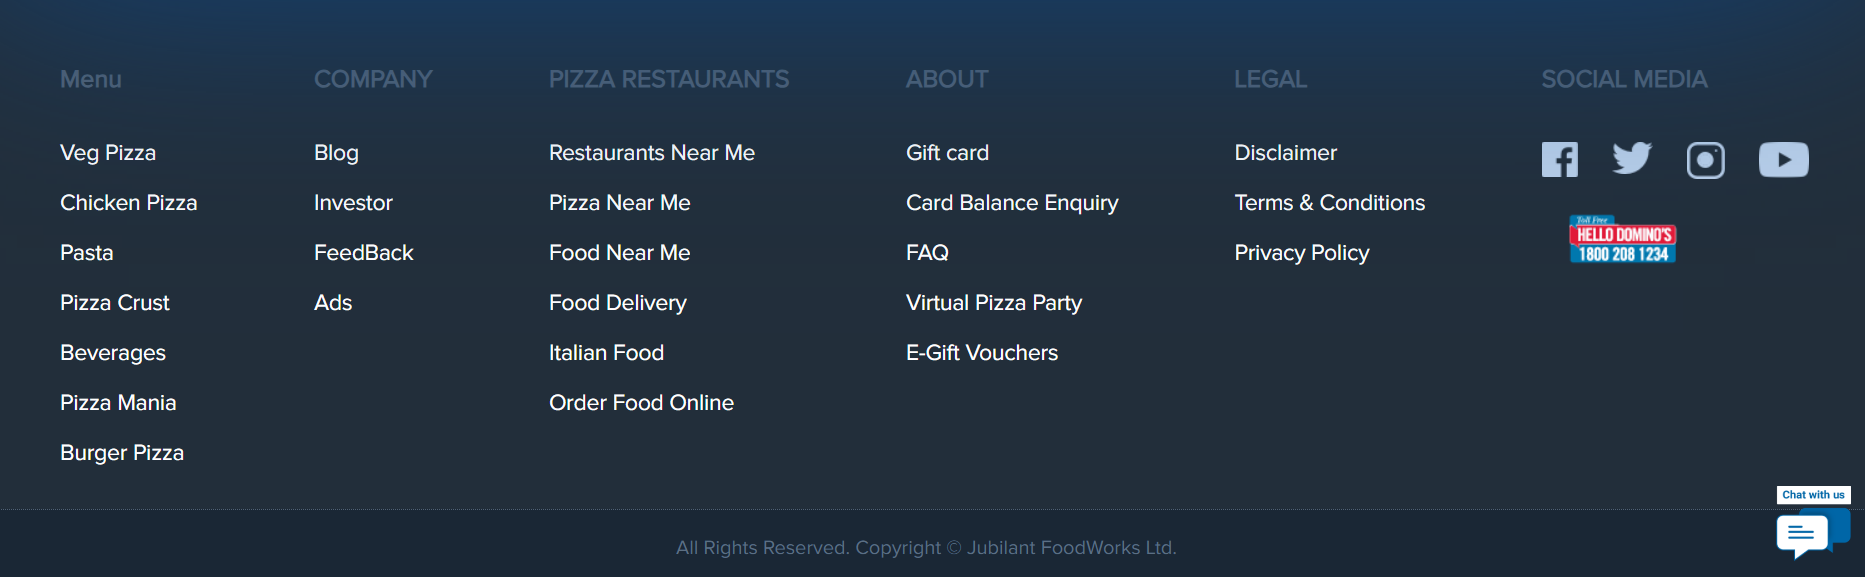 Menu
Veg Pizza
Chicken Pizza
Pasta
Pizza Crust
Beverages
Pizza Mania
Burger Pizza
COMPANY
Blog
Investor
FeedBack
Ads
PIZZA RESTAURANTS
Restaurants Near Me
Pizza Near Me
Food Near Me
Food Delivery
Italian Food
Order Food Online
ABOUT
Gift card
Card Balance Enquiry
FAQ
Virtual Pizza Party
E-Gift Vouchers
LEGAL
Disclaimer
Terms & Conditions
Privacy Policy
SOCIAL MEDIA
Toll Free
HELLO DOMINO'S
1800 208 1234
Chat with us
All Rights Reserved. Copyright © Jubilant FoodWorks Ltd.